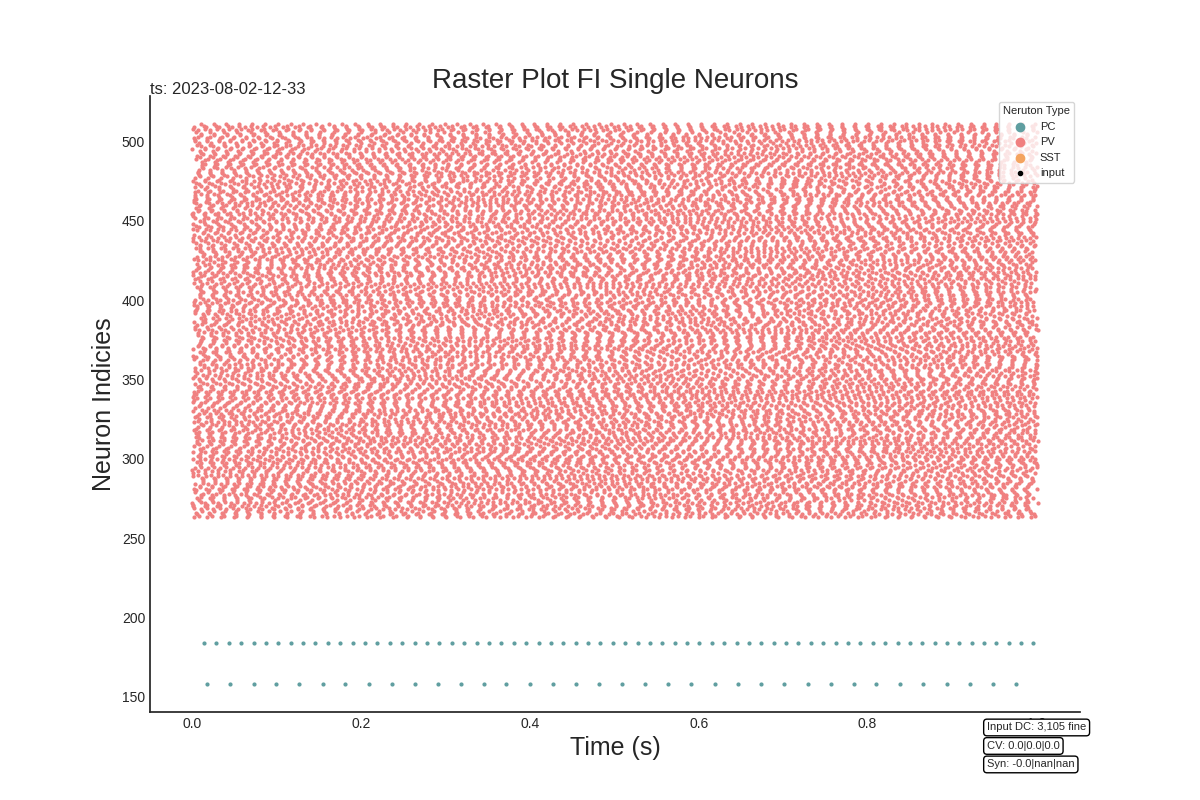 Raster Plot FI Single Neurons
ts: 2023-08-02-12-33
Neruton Type
PC
PV
SST
input
500
450
400
350
300
250
200
150
Neuron Indicies
0.0 0.2 0.4 0.6 0.8
Time (s)
Input DC: 3,105 fine
CV: 0.0|0.0|0.0
Syn: -0.0|nan|nan